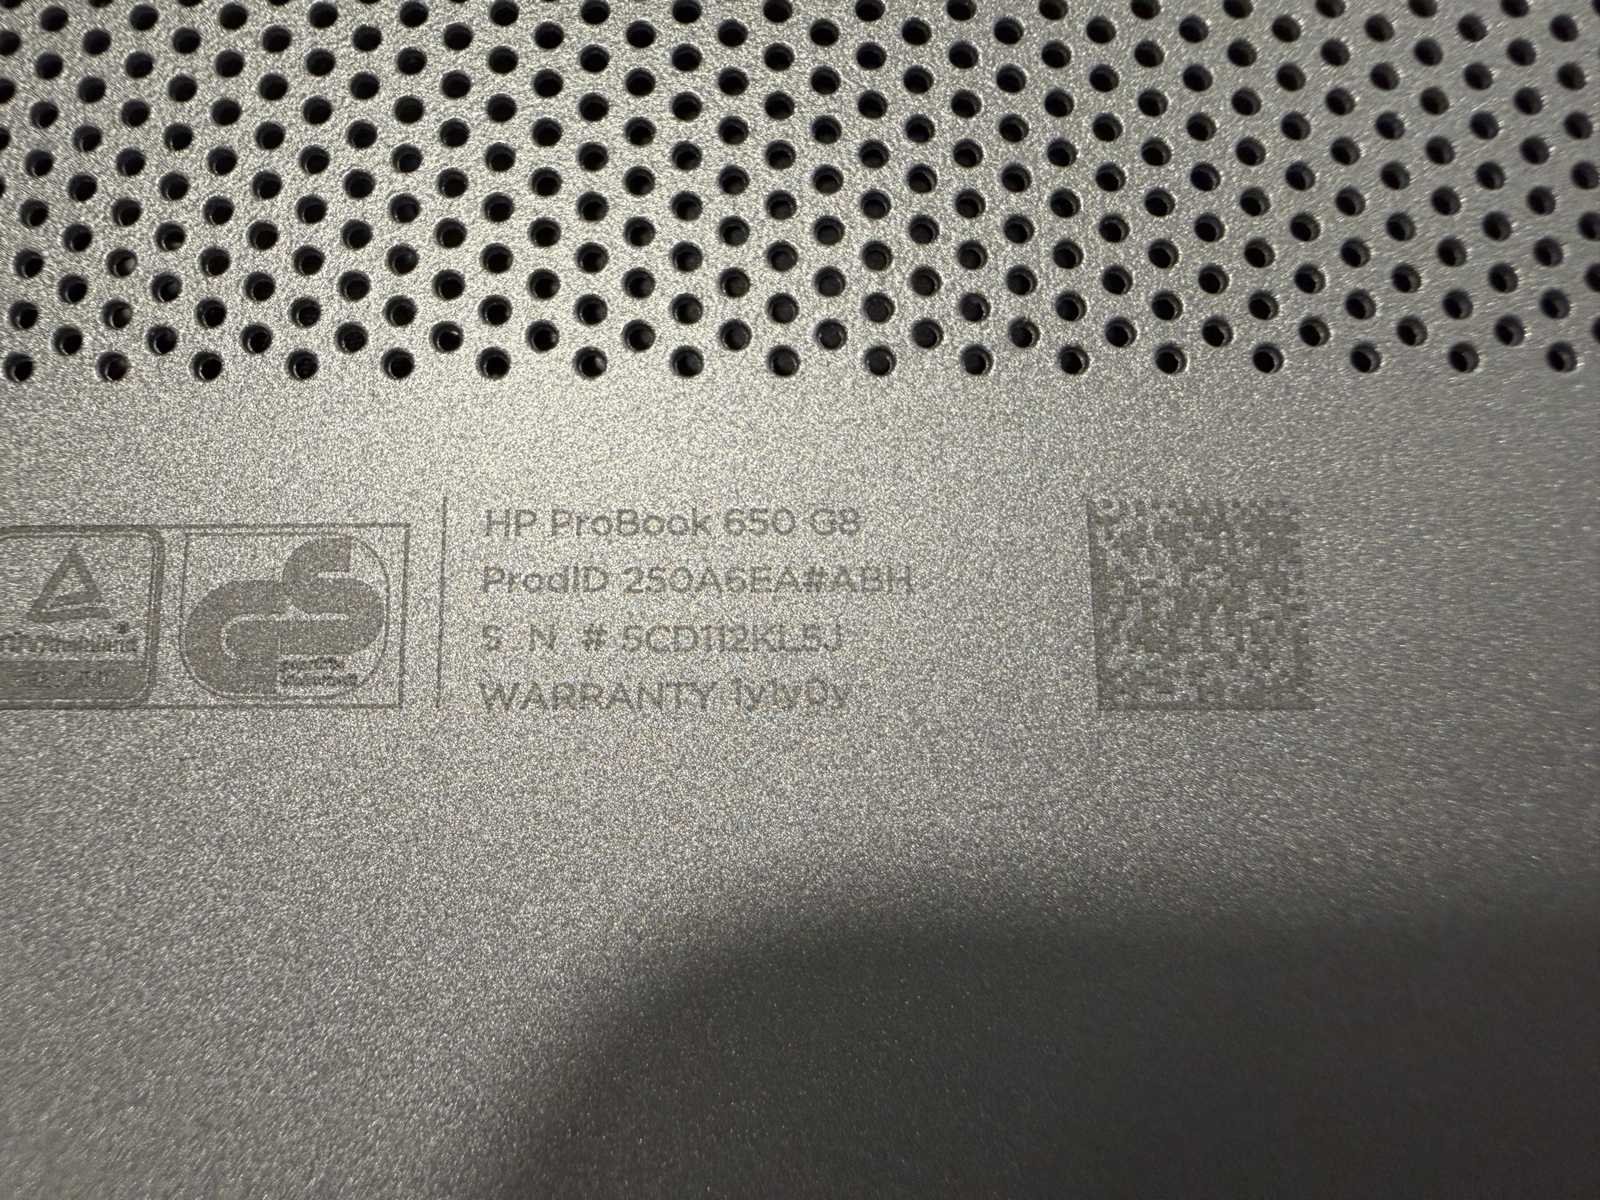 HP ProBook 650 G8
ProdID 250A6EA#ABH
S N # 5CD112KL5J
WARRANTY 1y1y0y